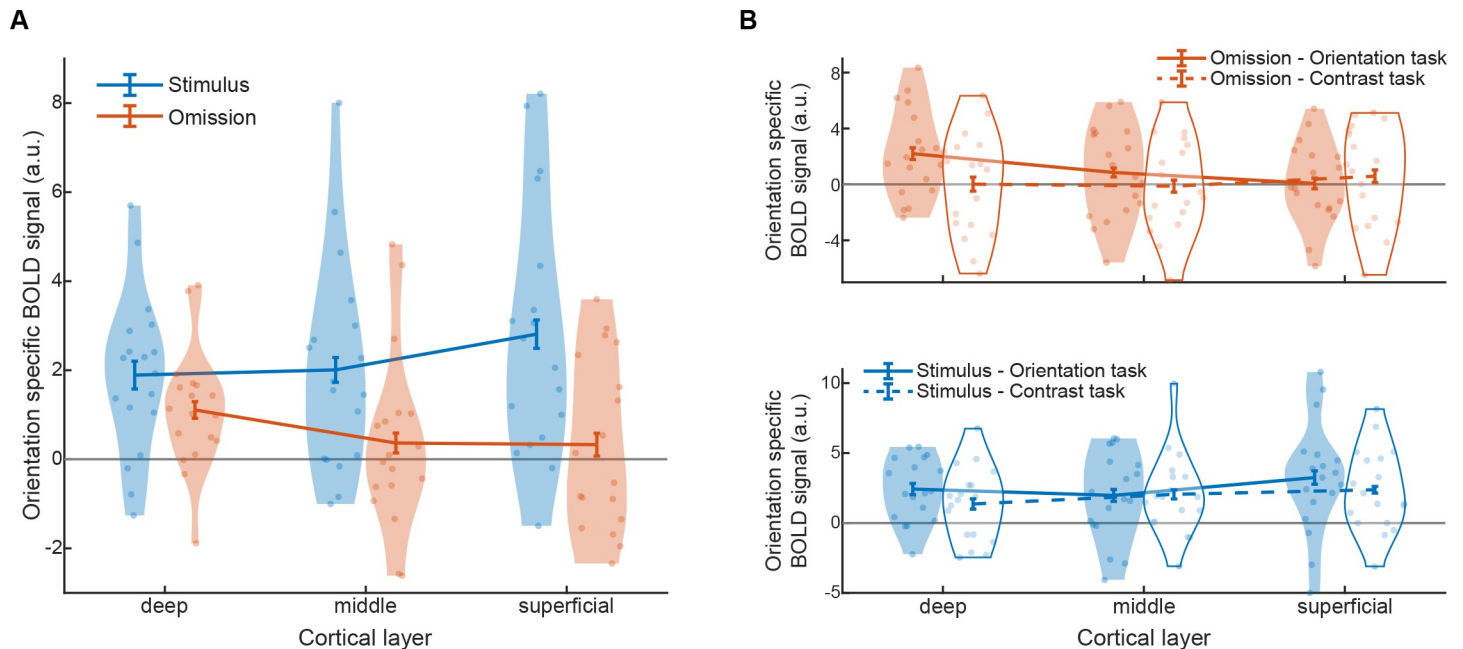 A
Stimulus
Omission
Orientation specific BOLD signal (a.u.)
8
6
4
2
0
-2
deep
middle
superficial
Cortical layer
B
Omission - Orientation task
Omission - Contrast task
Orientation specific
BOLD signal (a.u.)
8
4
0
-4
Stimulus - Orientation task
Stimulus - Contrast task
Orientation specific
BOLD signal (a.u.)
10
5
0
-5
deep
middle
superficial
Cortical layer